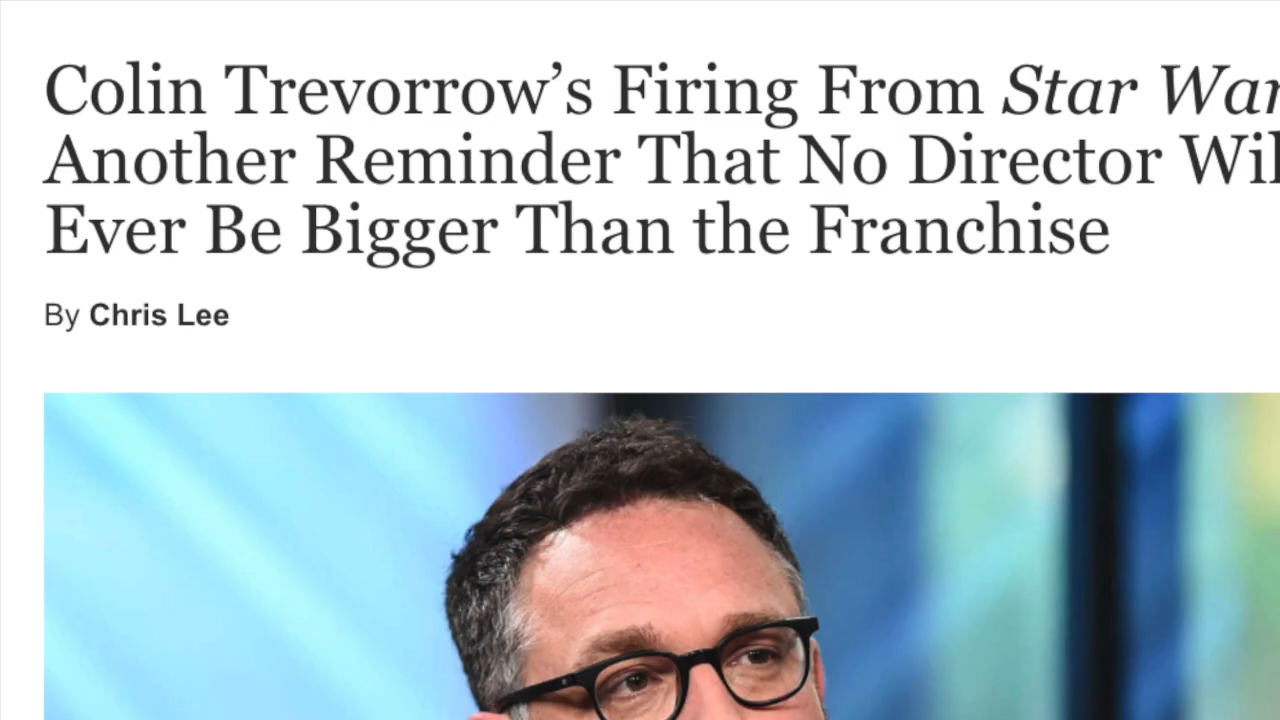 Colin Trevorrow’s Firing From Star
Another Reminder That No Director
Ever Be Bigger Than the Franchise
By Chris Lee